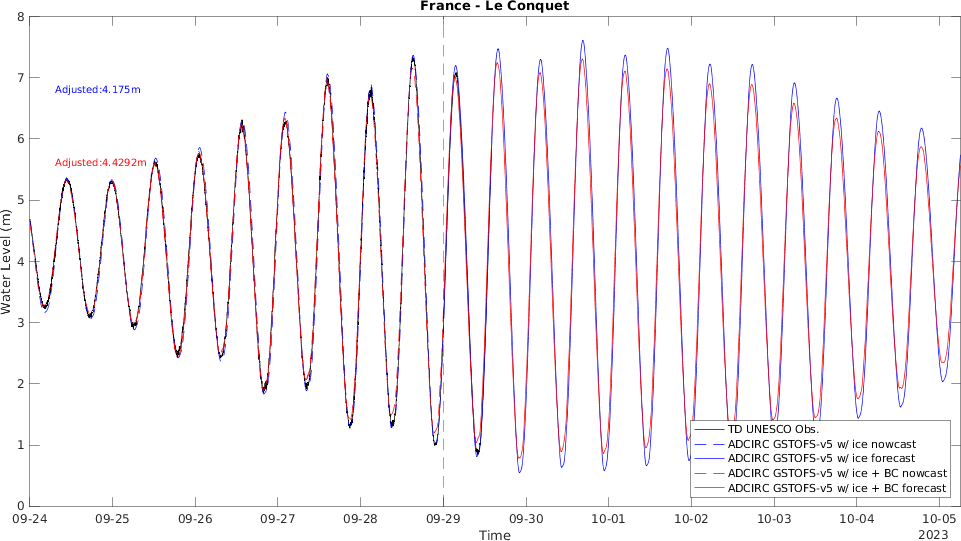 France - Le Conquet
8
7
6
5
4
3
2
1
0
Water Level (m)
Adjusted:4.175m
Adjusted:4.4292m
TD UNESCO Obs.
ADCIRC GSTOFS-v5 w/ ice nowcast
ADCIRC GSTOFS-v5 w/ ice forecast
ADCIRC GSTOFS-v5 w/ ice + BC nowcast
ADCIRC GSTOFS-v5 w/ ice + BC forecast
09-24 09-25 09-26 09-27 09-28 09-29 09-30 10-01 10-02 10-03 10-04 10-05
Time
2023